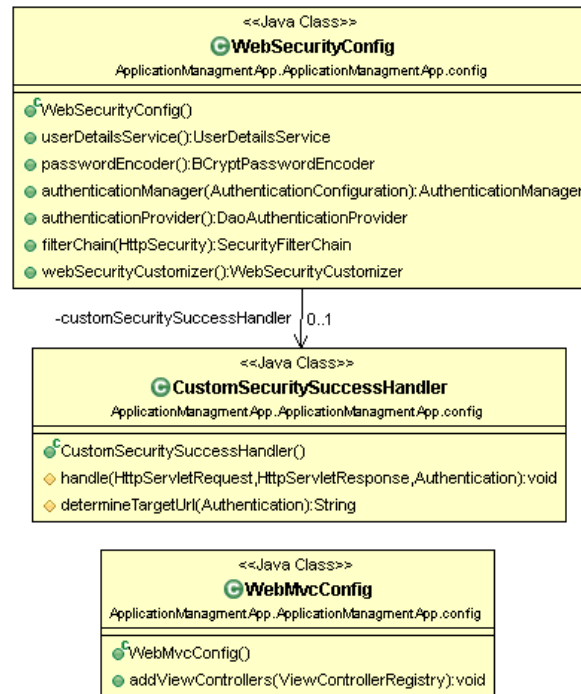 <<Java Class>>
WebSecurityConfig
ApplicationManagmentApp.ApplicationManagmentApp.config
WebSecurityConfig()
userDetailsService():UserDetailsService
passwordEncoder():BCryptPasswordEncoder
authenticationManager(AuthenticationConfiguration):AuthenticationManager
authenticationProvider():DaoAuthenticationProvider
filterChain(HttpSecurity):SecurityFilterChain
webSecurityCustomizer():WebSecurityCustomizer
-customSecuritySuccessHandler 0..1
<<Java Class>>
CustomSecuritySuccessHandler
ApplicationManagmentApp.ApplicationManagmentApp.config
CustomSecuritySuccessHandler()
handle(HttpServletRequest,HttpServletResponse,Authentication):void
determineTargetUrl(Authentication):String
<<Java Class>>
WebMvcConfig
ApplicationManagmentApp.ApplicationManagmentApp.config
WebMvcConfig()
addViewControllers(ViewControllerRegistry):void